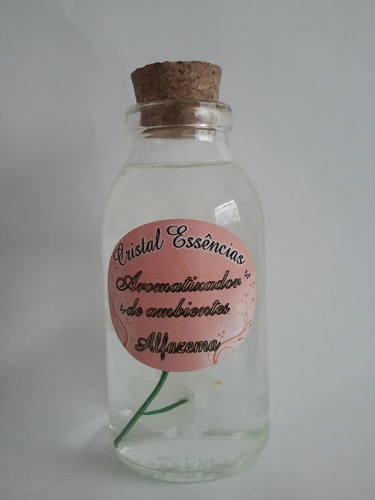 Cristal Essências
Aromatizador
de ambientes
Alfazema